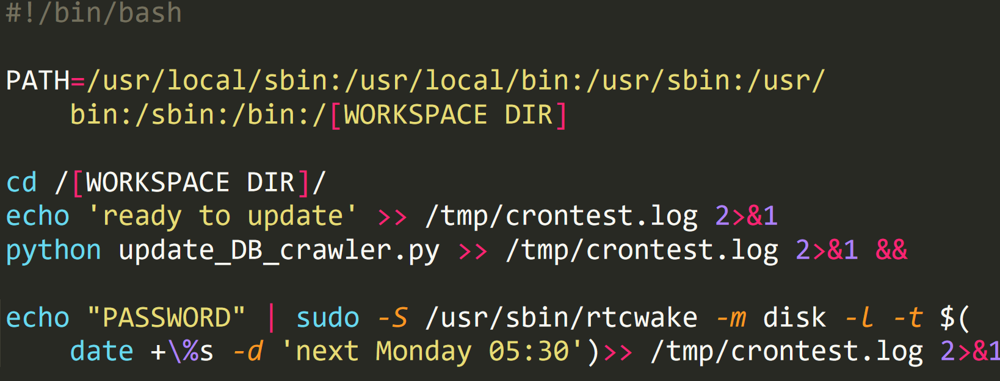 #!/bin/bash
PATH=/usr/local/sbin:/usr/local/bin:/usr/sbin:/usr/
bin:/sbin:/bin:/[WORKSPACE DIR]
cd /[WORKSPACE DIR]/
echo 'ready to update' >> /tmp/crontest.log 2>&1
python update_DB_crawler.py >> /tmp/crontest.log 2>&1 &&
echo "PASSWORD" | sudo -S /usr/sbin/rtcwake -m disk -l -t $(
date +\%s -d 'next Monday 05:30')>> /tmp/crontest.log 2>&1